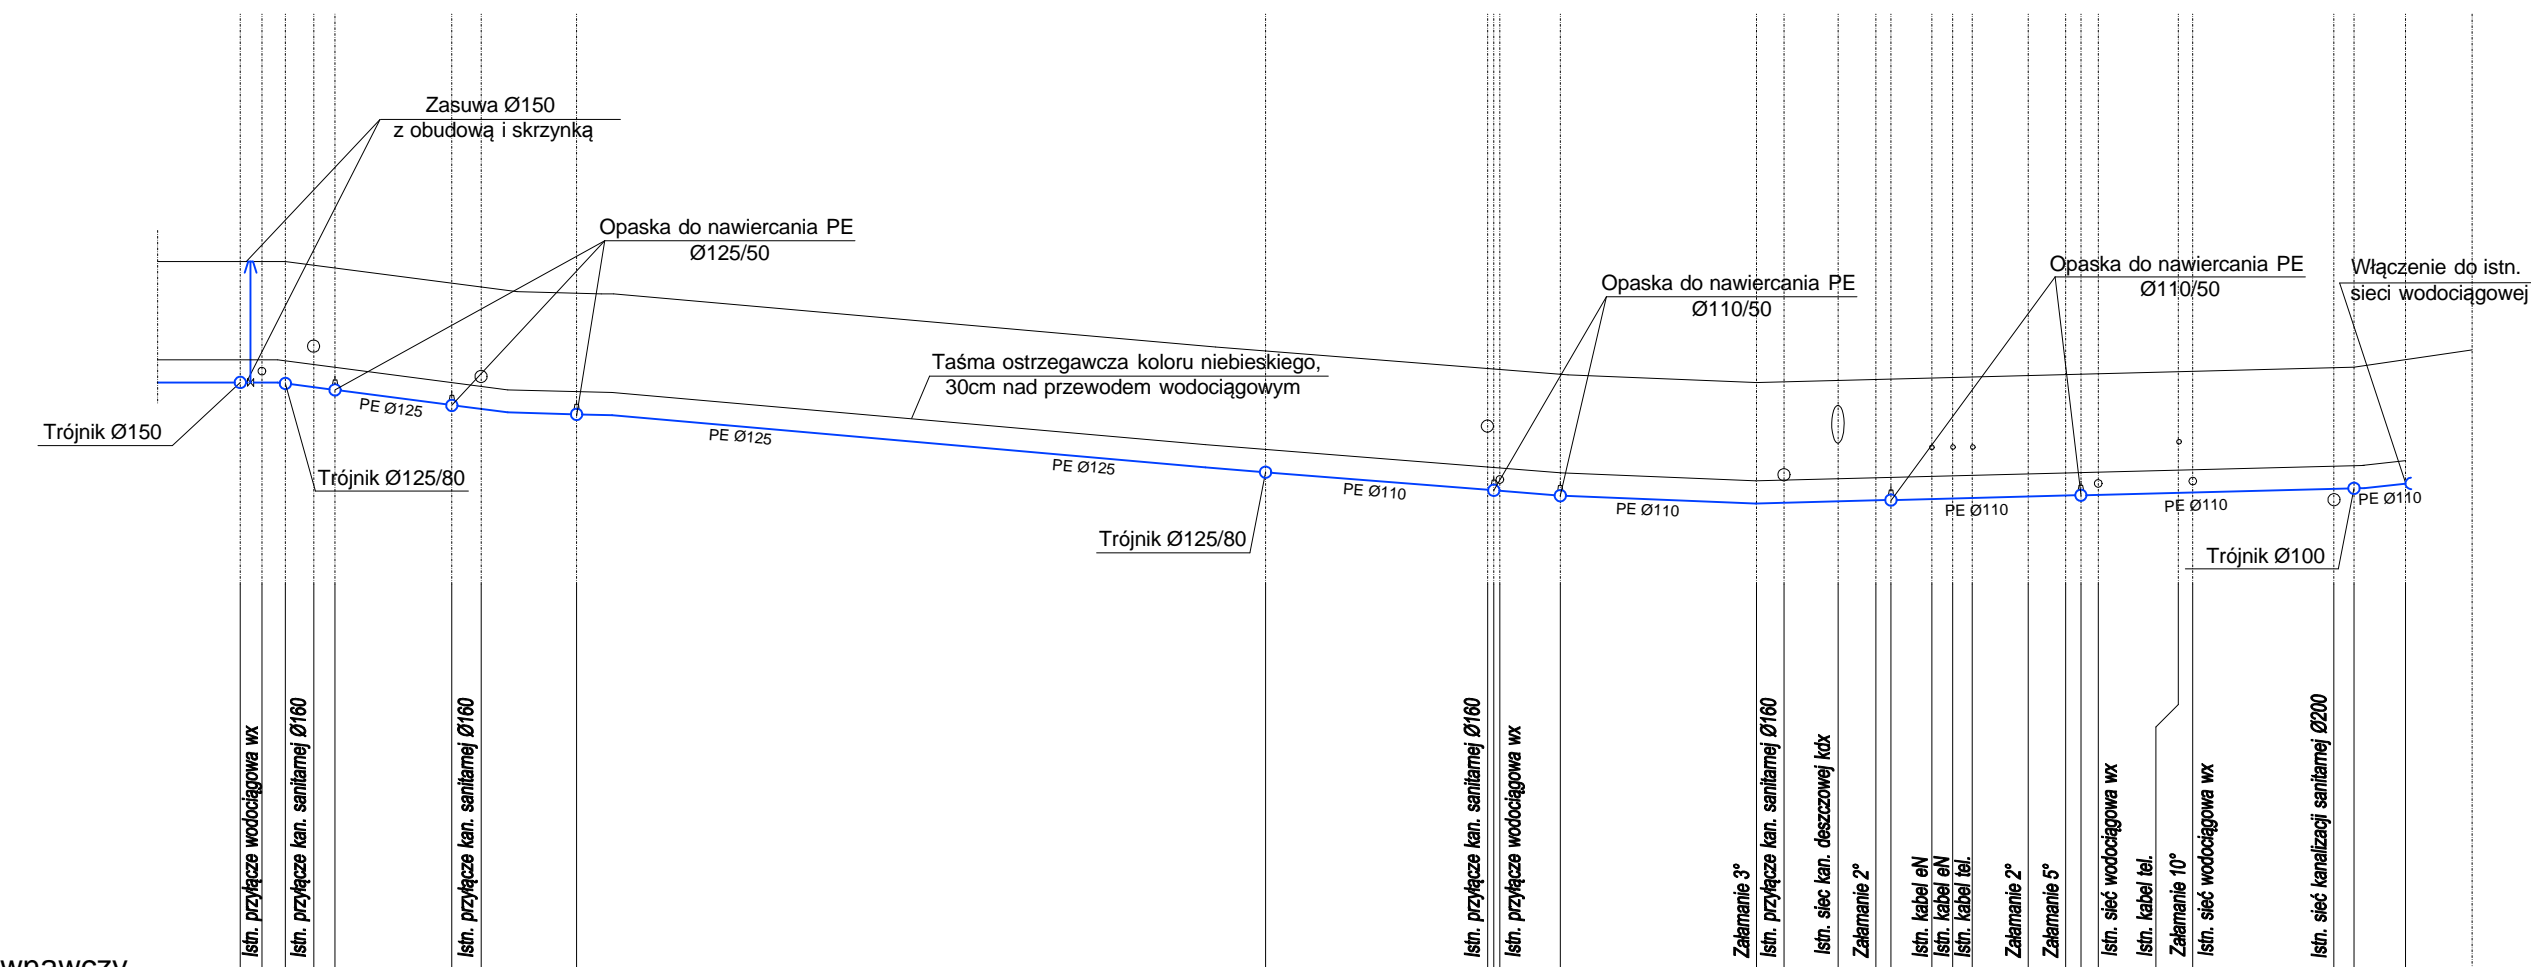 Zasuwa Ø150
z obudową i skrzynką
Opaska do nawiercania PE
Ø125/50
Opaska do nawiercania PE
Ø110/50
Opaska do nawiercania PE
Ø110/50
Włączenie do istn.
sieci wodociągowej
Taśma ostrzegawcza koloru niebieskiego,
30cm nad przewodem wodociągowym
Trójnik Ø150
PE Ø125
PE Ø125
PE Ø125
PE Ø110
PE Ø110
PE Ø110
PE Ø110
PE Ø110
Trójnik Ø125/80
Trójnik Ø125/80
Trójnik Ø100
Istn. przyłącze wodociągowa wx
Istn. przyłącze kan. sanitarnej Ø160
Istn. przyłącze kan. sanitarnej Ø160
Istn. przyłącze kan. sanitarnej Ø160
Istn. przyłącze wodociągowa wx
Załamanie 3°
Istn. przyłącze kan. sanitarnej Ø160
Istn. siec kan. deszczowej kdx
Załamanie 2°
Istn. kabel eN
Istn. kabel eN
Istn. kabel tel.
Załamanie 2°
Załamanie 5°
Istn. sieć wodociągowa wx
Istn. kabel tel.
Załamanie 10°
Istn. sieć wodociągowa wx
Istn. sieć kanalizacji sanitarnej Ø200